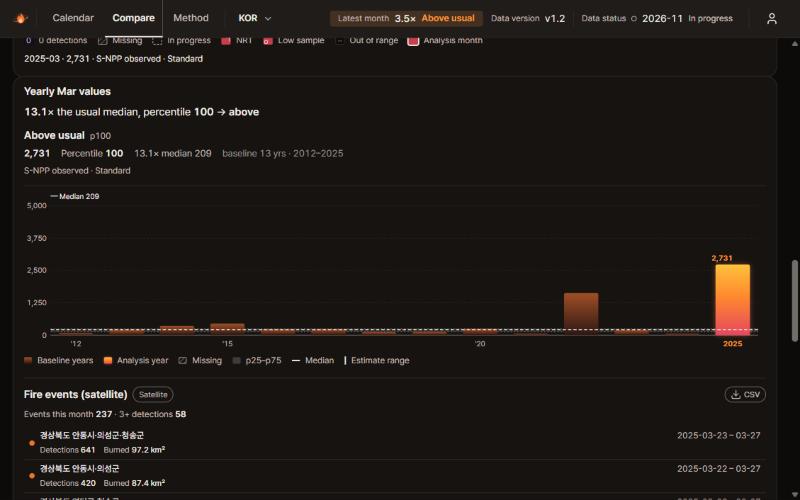 Calendar Compare Method KOR Latest month 3.5× Above usual Data version v1.2 Data status 2026-11 In progress
0 0 detections Missing In progress NRT Low sample Out of range Analysis month
2025-03 · 2,731 · S-NPP observed · Standard
Yearly Mar values
13.1× the usual median, percentile 100 → above
Above usual p100
2,731 Percentile 100 13.1× median 209 baseline 13 yrs · 2012–2025
S-NPP observed · Standard
Median 209
5,000
3,750
2,500
1,250
0
2,731
'12 '15 '20 2025
Baseline years Analysis year Missing p25–p75 Median Estimate range
Fire events (satellite) Satellite CSV
Events this month 237 · 3+ detections 58
경상북도 안동시·의성군·청송군 2025-03-23 – 03-27
Detections 641 Burned 97.2 km²
경상북도 안동시·의성군 2025-03-22 – 03-27
Detections 420 Burned 87.4 km²